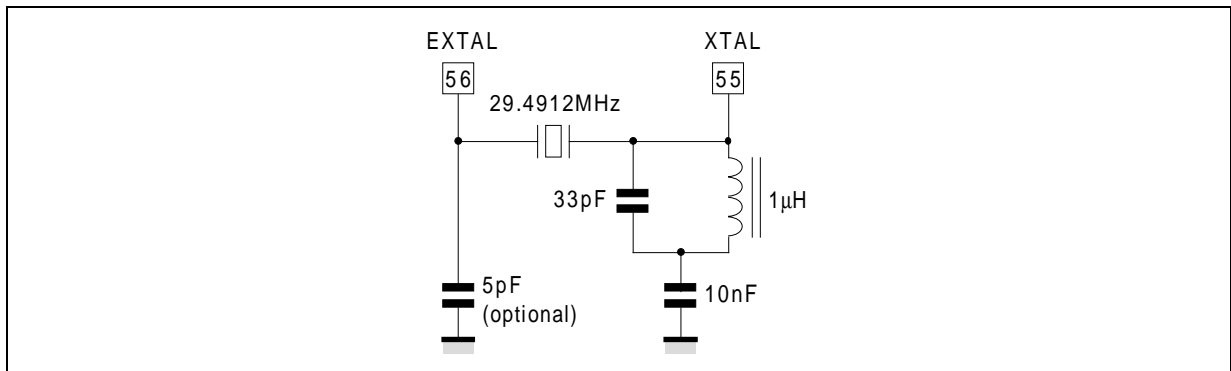 EXTAL
XTAL
56
55
29.4912MHz
33pF
1μH
5pF
(optional)
10nF